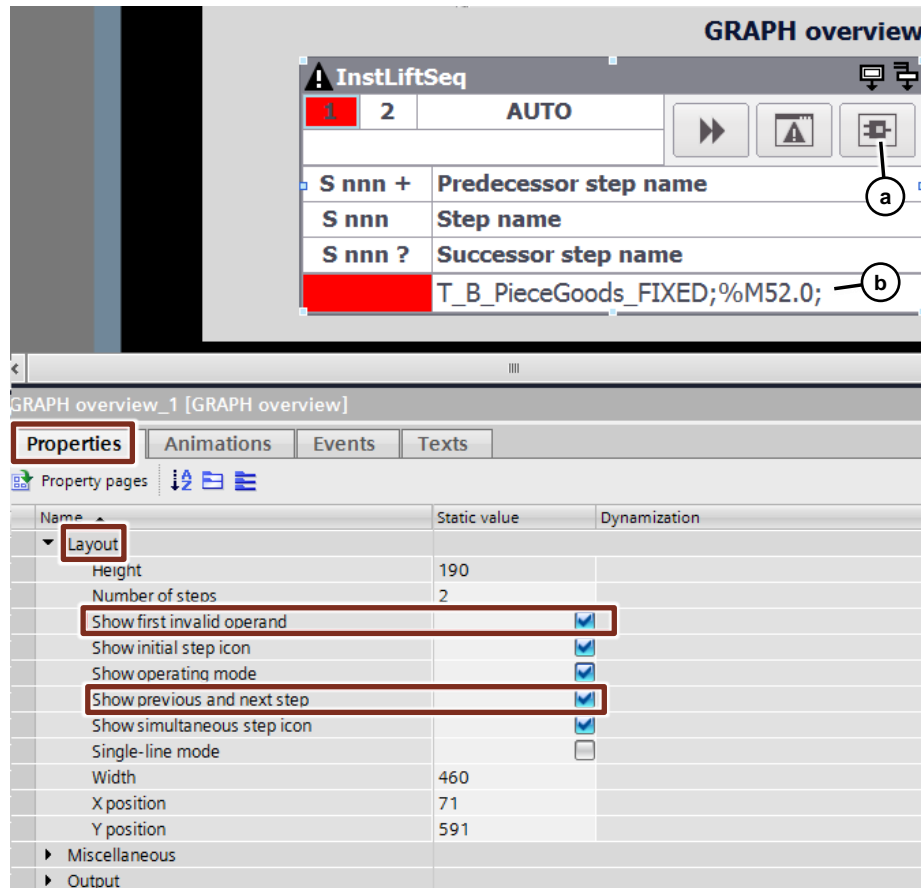 GRAPH overview
InstLiftSeq
1 2 AUTO
a
S nnn + Predecessor step name
S nnn Step name
S nnn ? Successor step name
T_B_PieceGoods_FIXED;%M52.0;
b
GRAPH overview_1 [GRAPH overview]
Properties Animations Events Texts
Property pages
Name Static value Dynamization
Layout
Height 190
Number of steps 2
Show first invalid operand
Show initial step icon
Show operating mode
Show previous and next step
Show simultaneous step icon
Single-line mode
Width 460
X position 71
Y position 591
Miscellaneous
Output